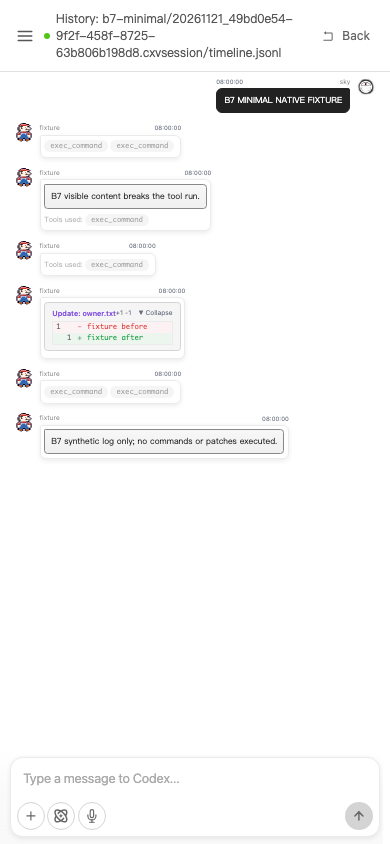 History: b7-minimal/20261121_49bd0e54-
9f2f-458f-8725-
63b806b198d8.cxvsession/timeline.jsonl
Back
08:00:00 sky
B7 MINIMAL NATIVE FIXTURE
fixture 08:00:00
exec_command exec_command
fixture 08:00:00
B7 visible content breaks the tool run.
Tools used: exec_command
fixture 08:00:00
Tools used: exec_command
fixture 08:00:00
Update: owner.txt+1 -1 ▼ Collapse
1 - fixture before
1 + fixture after
fixture 08:00:00
exec_command exec_command
fixture 08:00:00
B7 synthetic log only; no commands or patches executed.
Type a message to Codex...